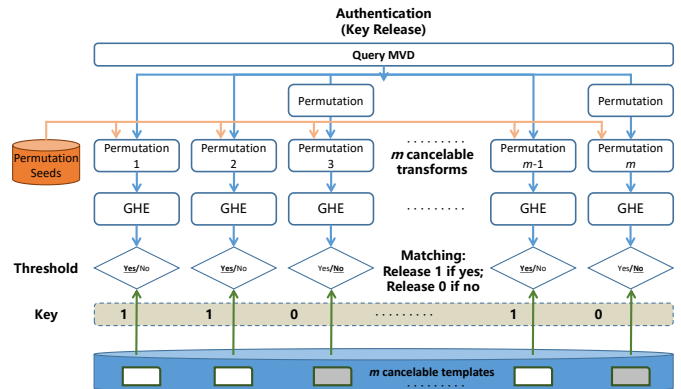 Authentication
(Key Release)
Query MVD
Permutation
Permutation
Permutation
Seeds
Permutation
1
Permutation
2
Permutation
3
.........
m cancelable
transforms
Permutation
m-1
Permutation
m
GHE
GHE
GHE
.........
GHE
GHE
Threshold
Yes/No
Yes/No
Yes/No
Matching:
Release 1 if yes;
Release 0 if no
Yes/No
Yes/No
Key
1
1
0
.........
1
0
m cancelable templates
.........